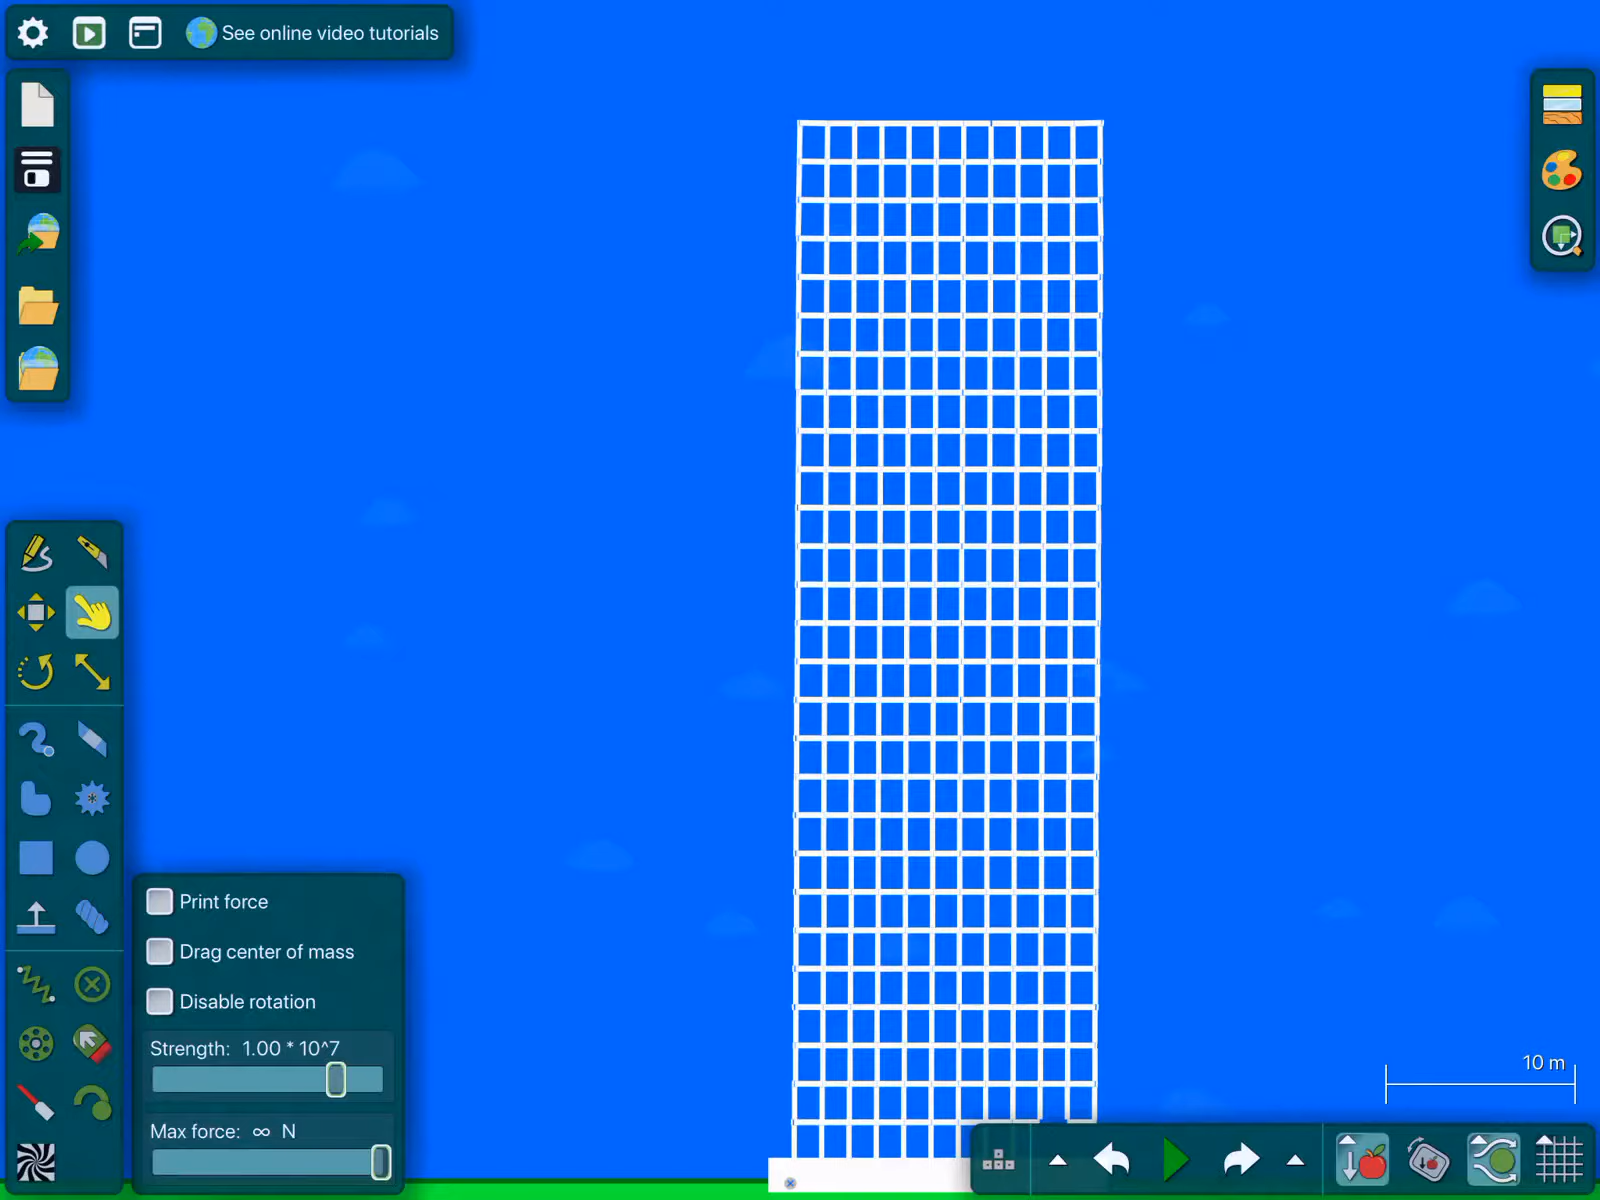 See online video tutorials
Print force
Drag center of mass
Disable rotation
Strength: 1.00 * 10^7
Max force: ∞ N
10 m